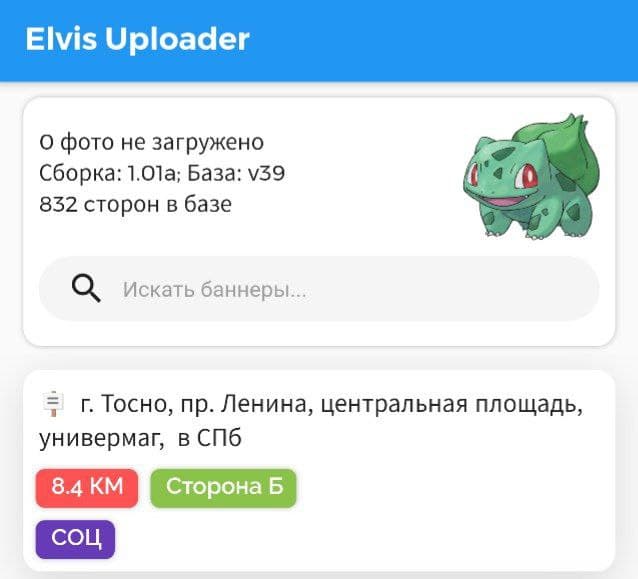 Elvis Uploader
0 фото не загружено
Сборка: 1.01a; База: v39
832 сторон в базе
Искать баннеры...
г. Тосно, пр. Ленина, центральная площадь,
универмаг, в СПб
8.4 КМ
Сторона Б
СОЦ